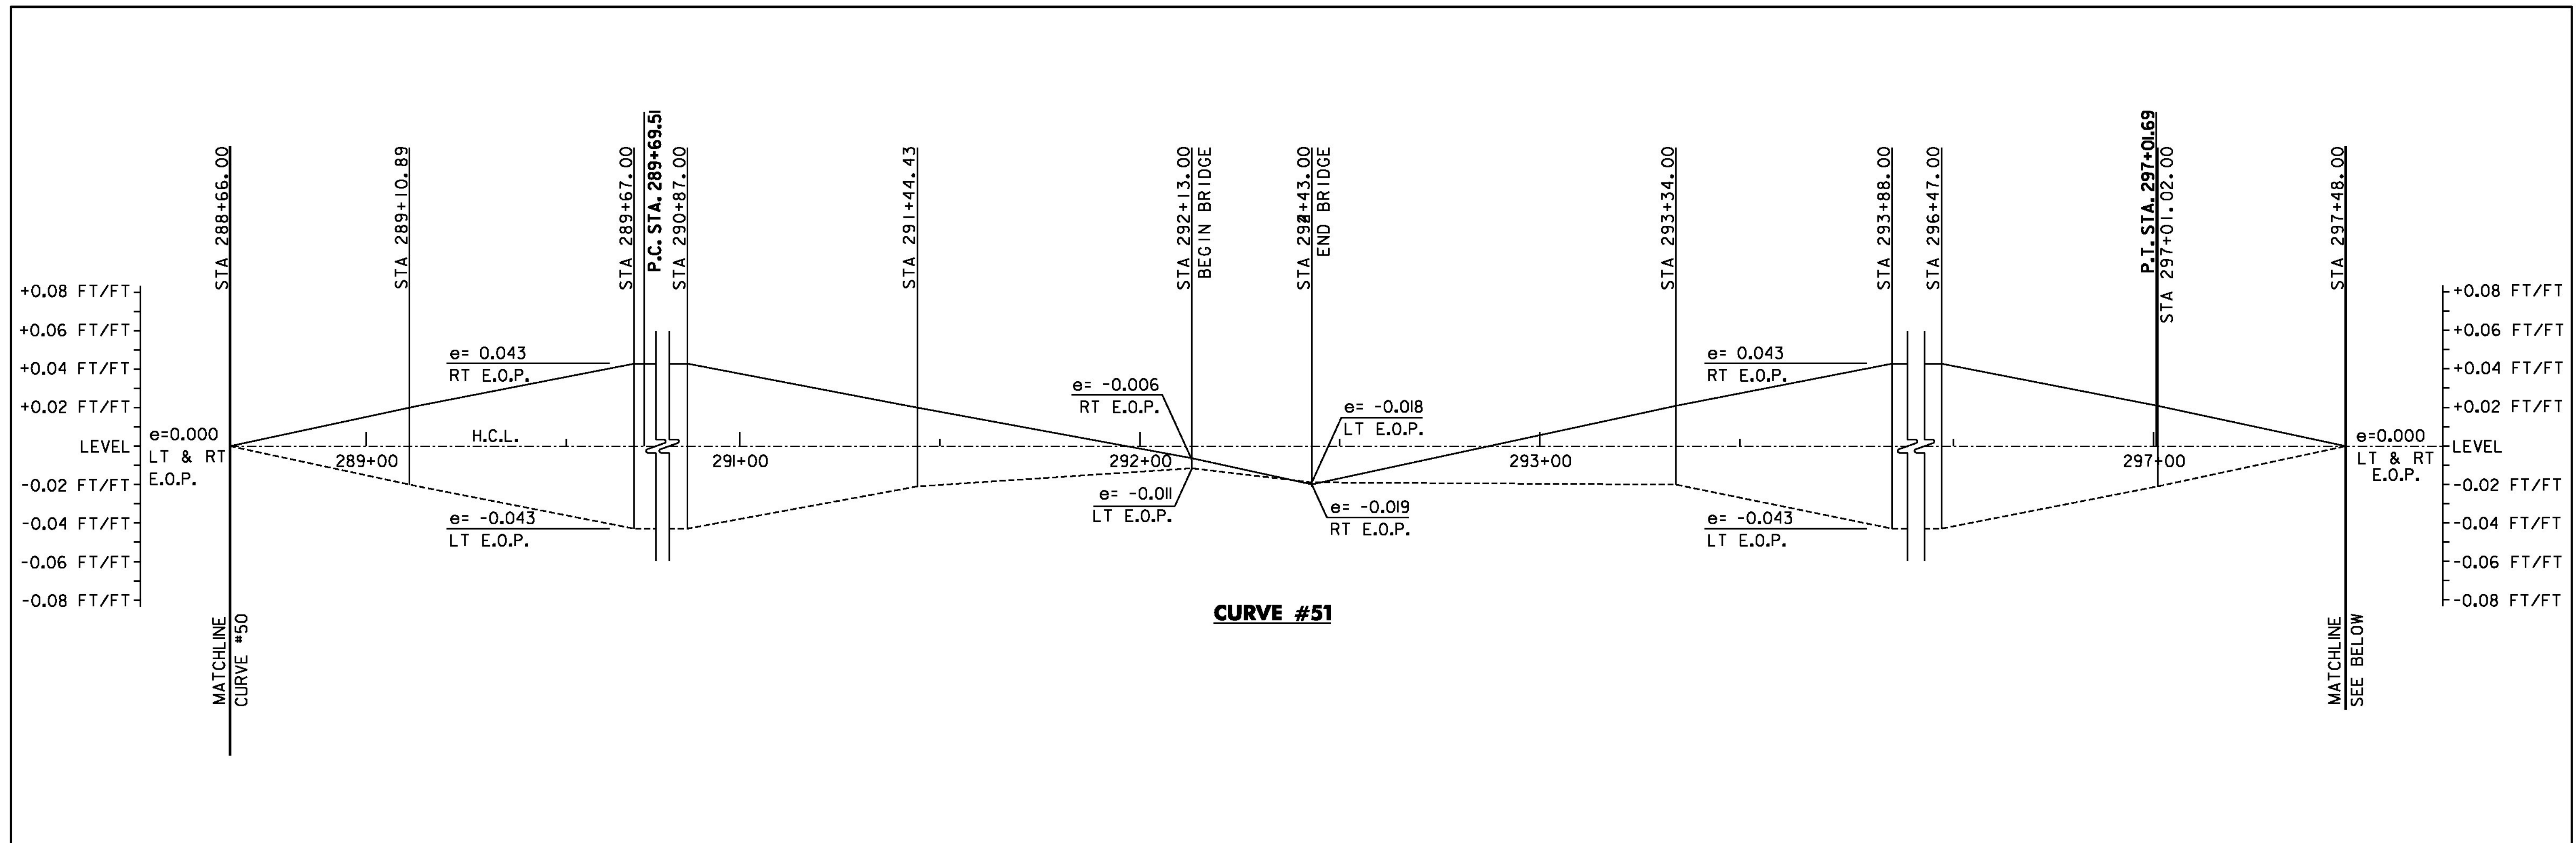 STA 288+66.00
STA 289+10.89
STA 289+67.00
P.C. STA. 289+69.51
STA 290+87.00
STA 291+44.43
STA 292+13.00
BEGIN BRIDGE
END BRIDGE
STA 293+34.00
STA 293+88.00
STA 296+47.00
P.T. STA. 297+01.69
STA 297+01.02.00
STA 297+48.00
+0.08 FT/FT
+0.06 FT/FT
+0.04 FT/FT
+0.02 FT/FT
LEVEL
-0.02 FT/FT
-0.04 FT/FT
-0.06 FT/FT
-0.08 FT/FT
e=0.000
LT & RT
E.O.P.
e= 0.043
RT E.O.P.
H.C.L.
289+00
e= -0.043
LT E.O.P.
291+00
e= -0.006
RT E.O.P.
292+00
e= -0.011
LT E.O.P.
e= -0.018
LT E.O.P.
e= -0.019
RT E.O.P.
293+00
e= 0.043
RT E.O.P.
e= -0.043
LT E.O.P.
297+00
e=0.000
LT & RT
E.O.P.
+0.08 FT/FT
+0.06 FT/FT
+0.04 FT/FT
+0.02 FT/FT
LEVEL
-0.02 FT/FT
-0.04 FT/FT
-0.06 FT/FT
-0.08 FT/FT
CURVE #51
MATCHLINE
CURVE #50
MATCHLINE
SEE BELOW